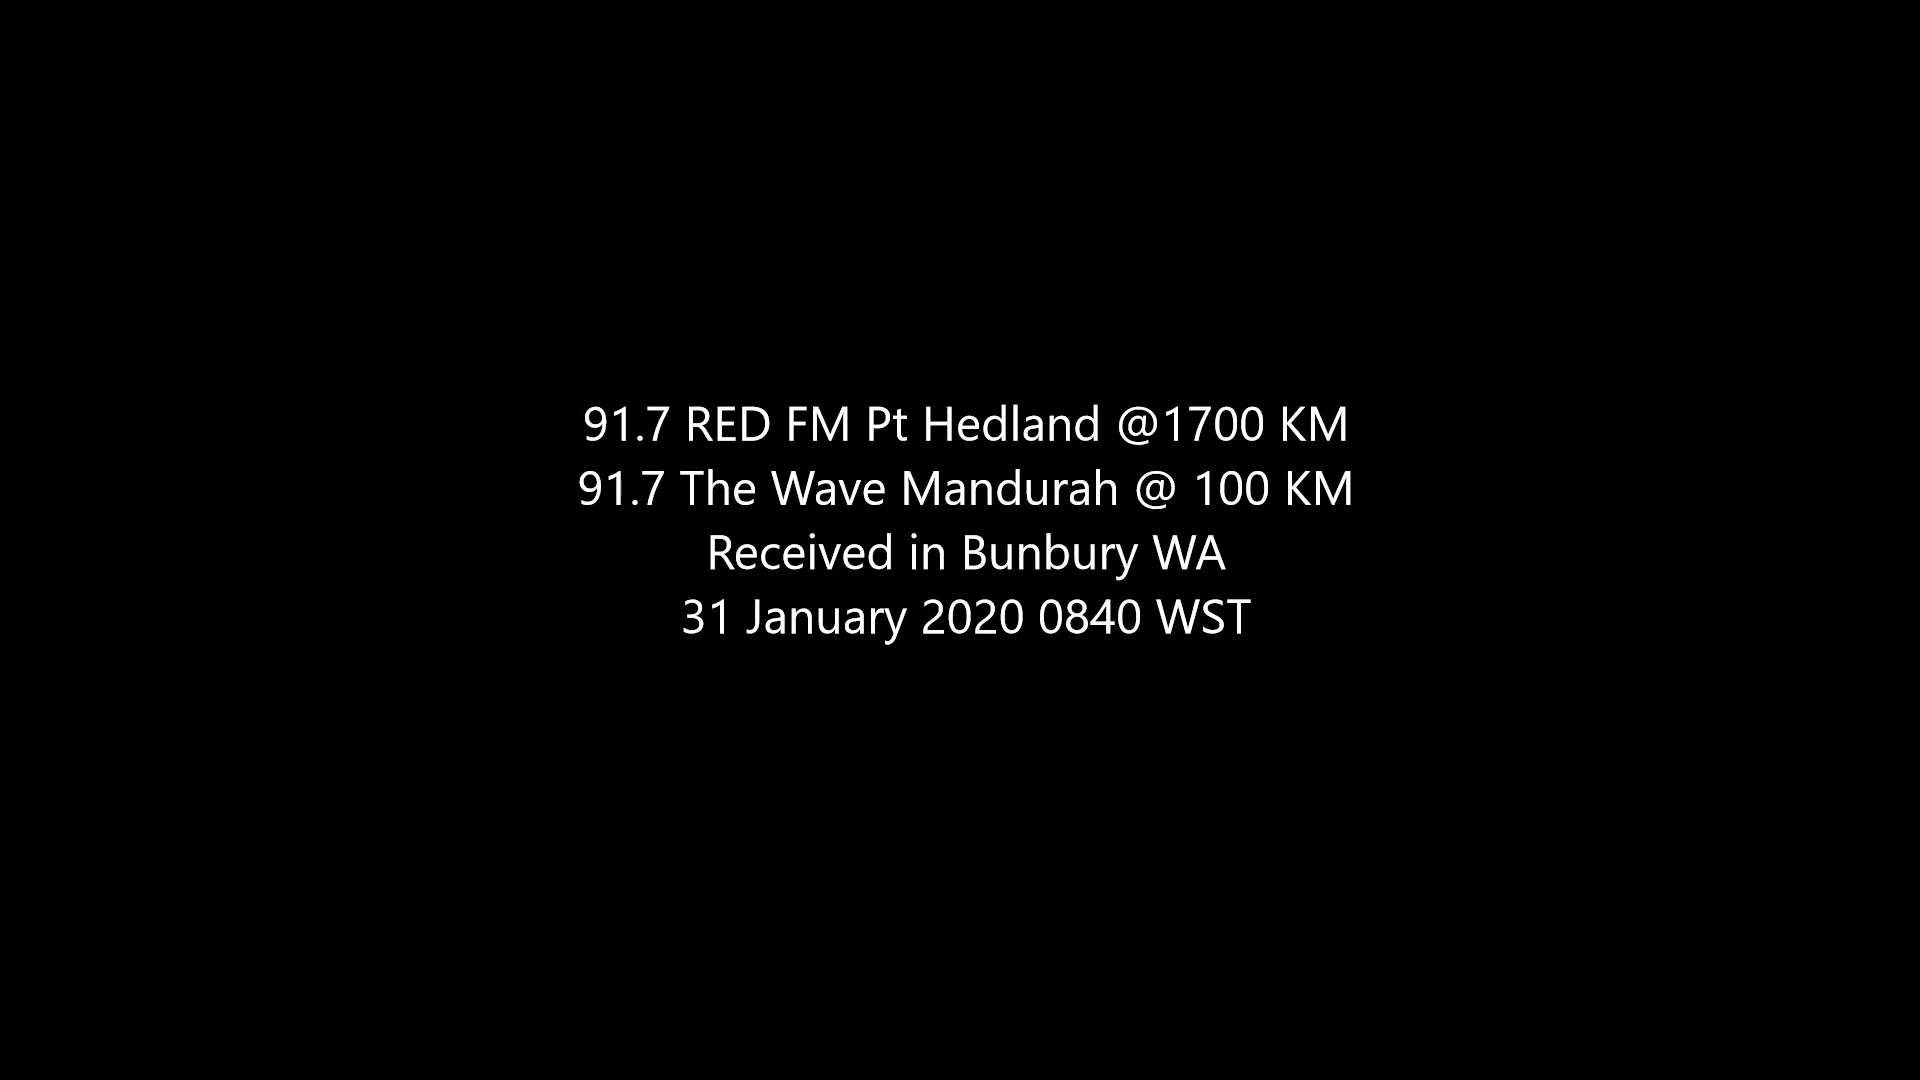 91.7 RED FM Pt Hedland @1700 KM
91.7 The Wave Mandurah @ 100 KM
Received in Bunbury WA
31 January 2020 0840 WST